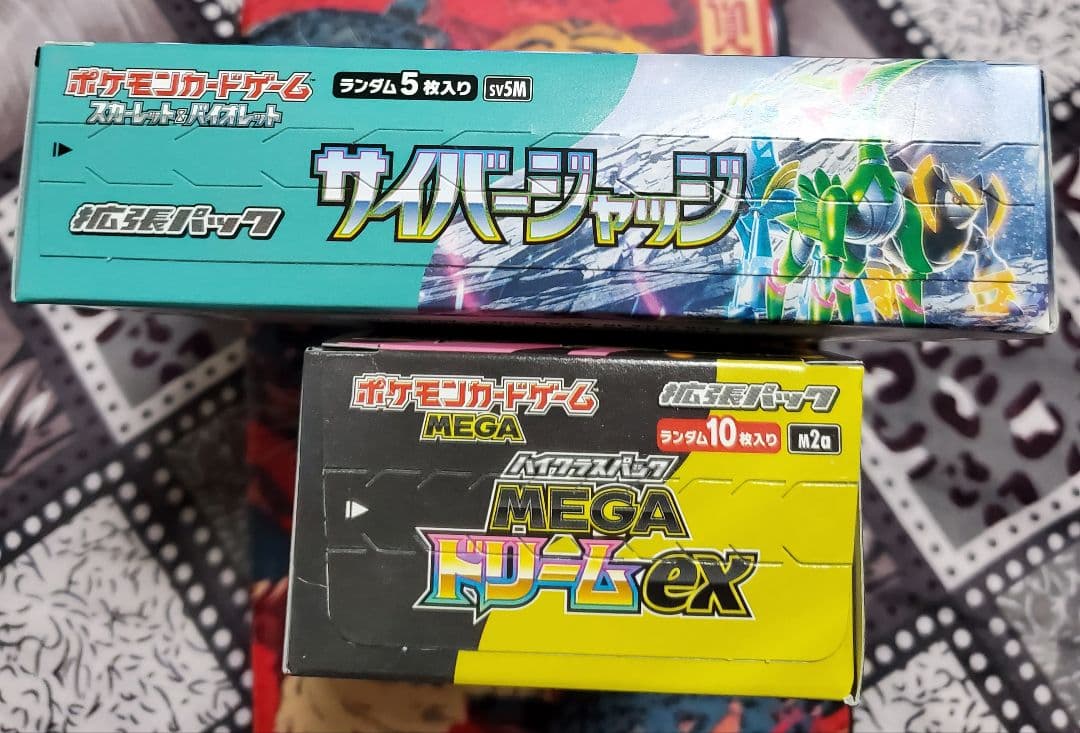 ポケモンカードゲーム
スカーレット&バイオレット
ランダム5枚入り SV5M
サイバージャッジ
拡張パック
ポケモンカードゲーム
MEGA
拡張パック
ランダム10枚入り M2a
ハイクラスパック
MEGA
ドリームex